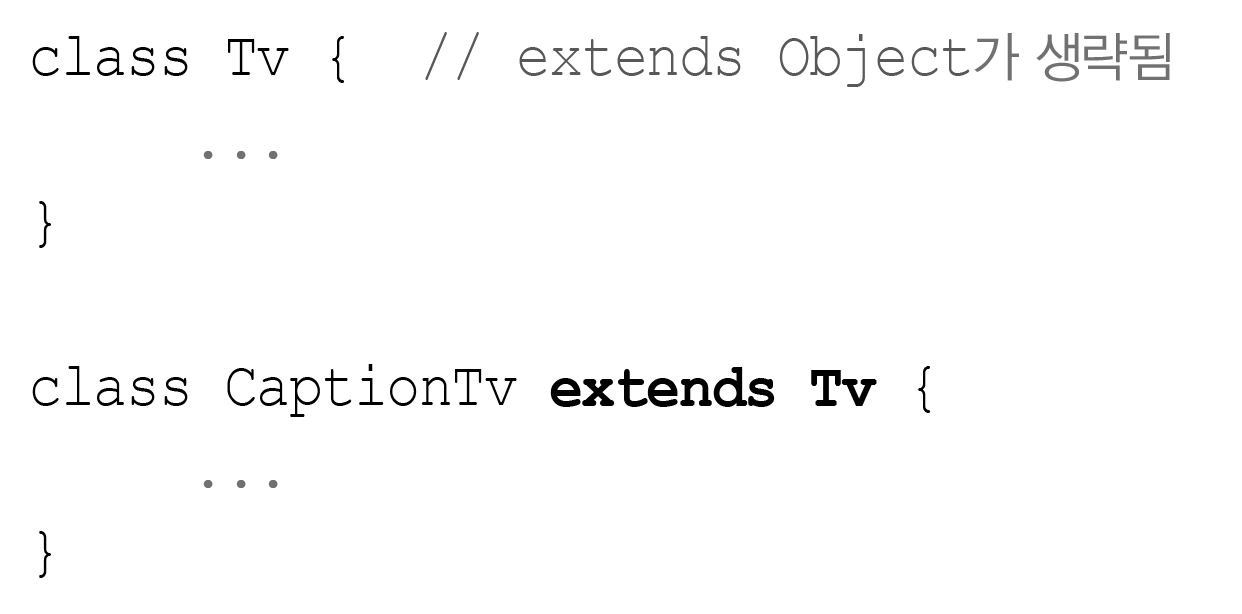 class Tv {  // extends Object가 생략됨
...
}
class CaptionTv extends Tv {
...
}